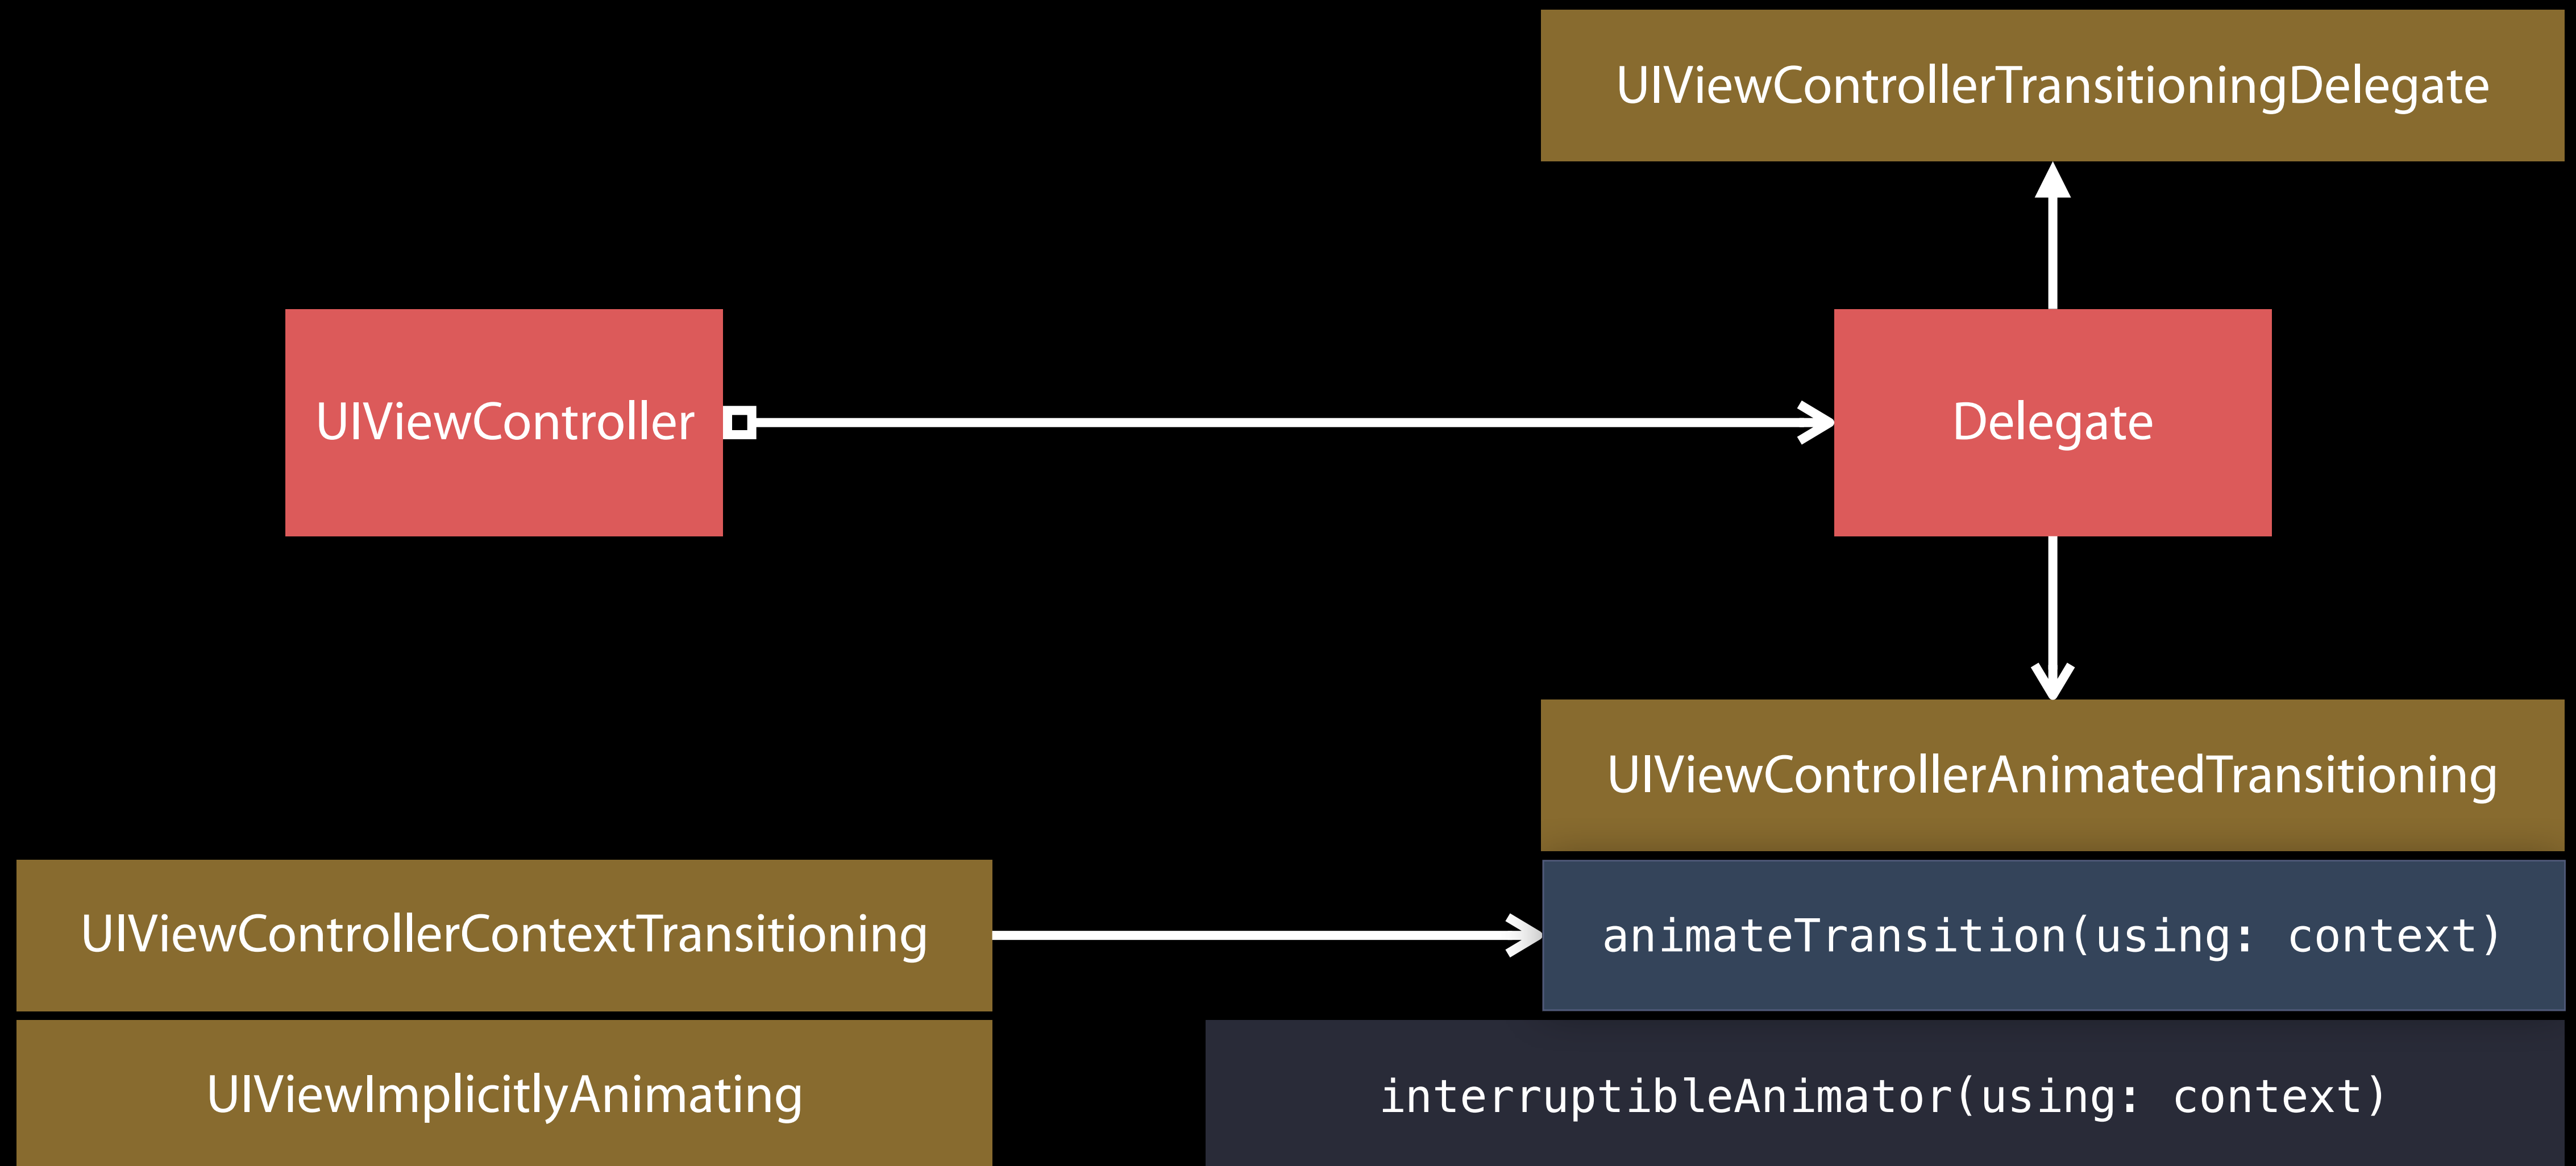 UIViewControllerTransitioningDelegate
UIViewController
Delegate
UIViewControllerAnimatedTransitioning
UIViewControllerContextTransitioning
animateTransition(using: context)
UIViewImplicitlyAnimating
interruptibleAnimator(using: context)